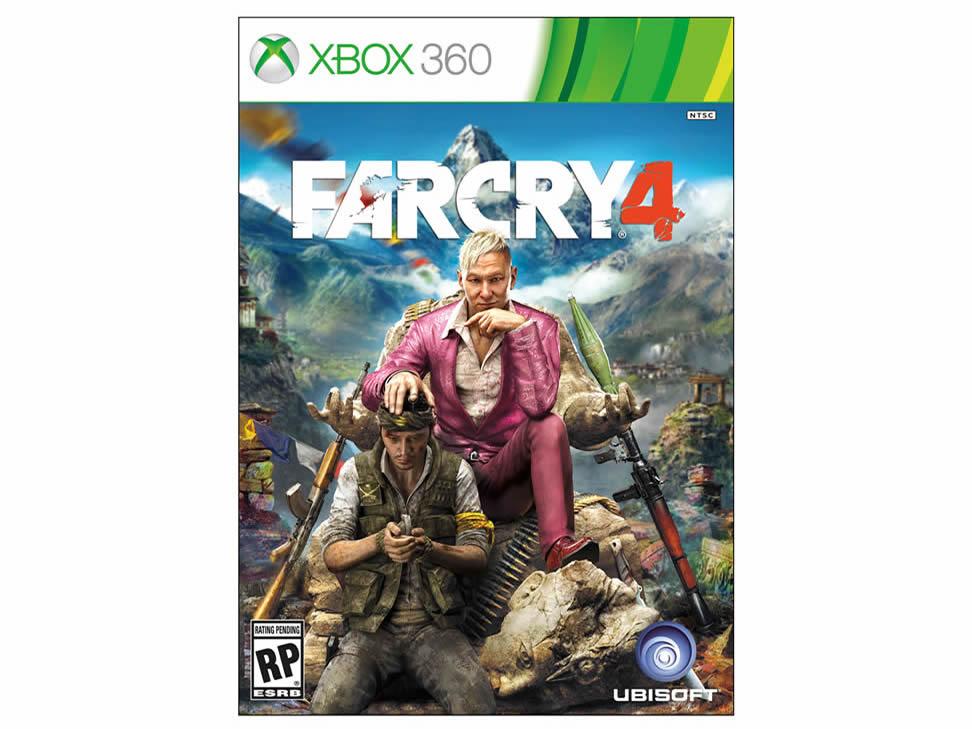 XBOX 360
NTSC
FARCRY4
®
RATING PENDING
RP
ESRB
UBISOFT